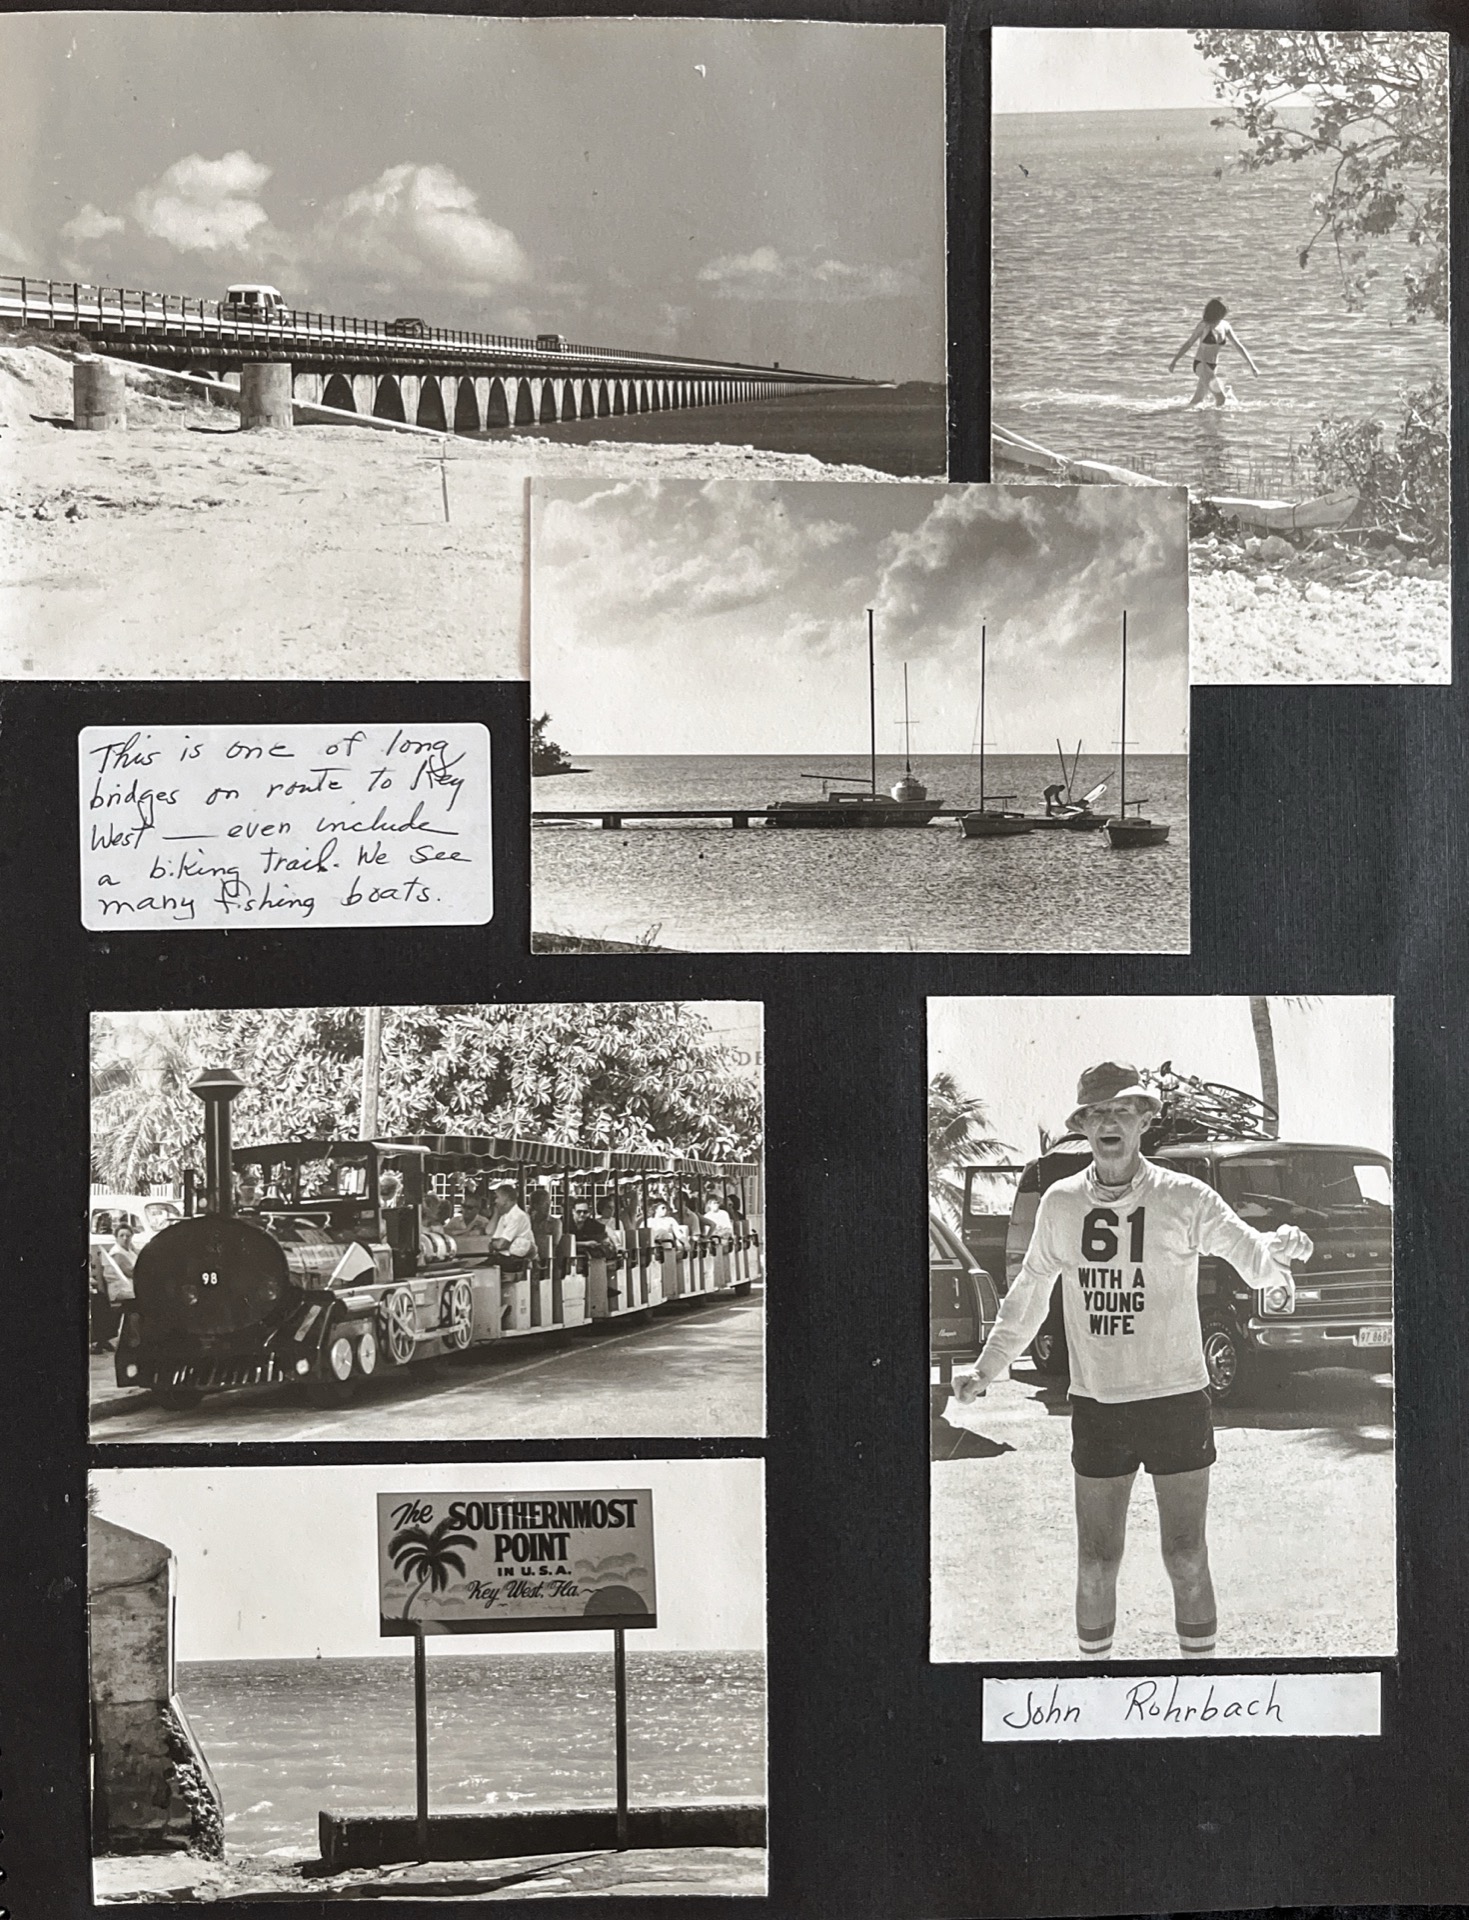 This is one of long
bridges on route to Key
West — even include
a biking trail. We see
many fishing boats.
98
61
WITH A
YOUNG
WIFE
DODGE
The SOUTHERNMOST
POINT
IN U.S.A.
Key West, Fla.
John Rohrbach